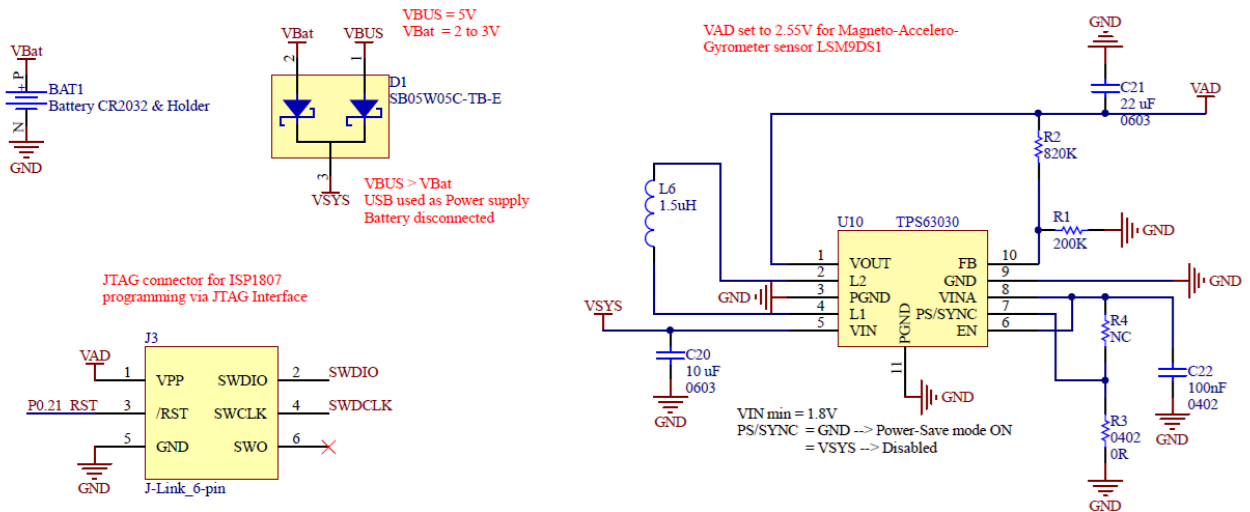 VBat
P
+
BAT1
Battery CR2032 & Holder
N
GND
VBUS = 5V
VBat = 2 to 3V
VBat
VBUS
2
1
D1
SB05W05C-TB-E
3
VSYS
VBUS > VBat
USB used as Power supply
Battery disconnected
JTAG connector for ISP1807
programming via JTAG Interface
J3
VAD
1
VPP
SWDIO
2
SWDIO
P0.21_RST
3
/RST
SWCLK
4
SWDCLK
5
GND
SWO
6
GND
J-Link_6-pin
VAD set to 2.55V for Magneto-Accelero-
Gyrometer sensor LSM9DS1
GND
C21
22 uF
0603
VAD
R2
820K
L6
1.5uH
R1
200K
GND
U10
TPS63030
1
VOUT
FB
10
2
L2
GND
9
GND
GND
3
PGND
VINA
8
4
L1
PS/SYNC
7
5
VIN
EN
6
PGND
11
GND
VSYS
C20
10 uF
0603
GND
R4
NC
C22
100nF
0402
GND
R3
0402
0R
GND
VIN min = 1.8V
PS/SYNC = GND --> Power-Save mode ON
= VSYS --> Disabled